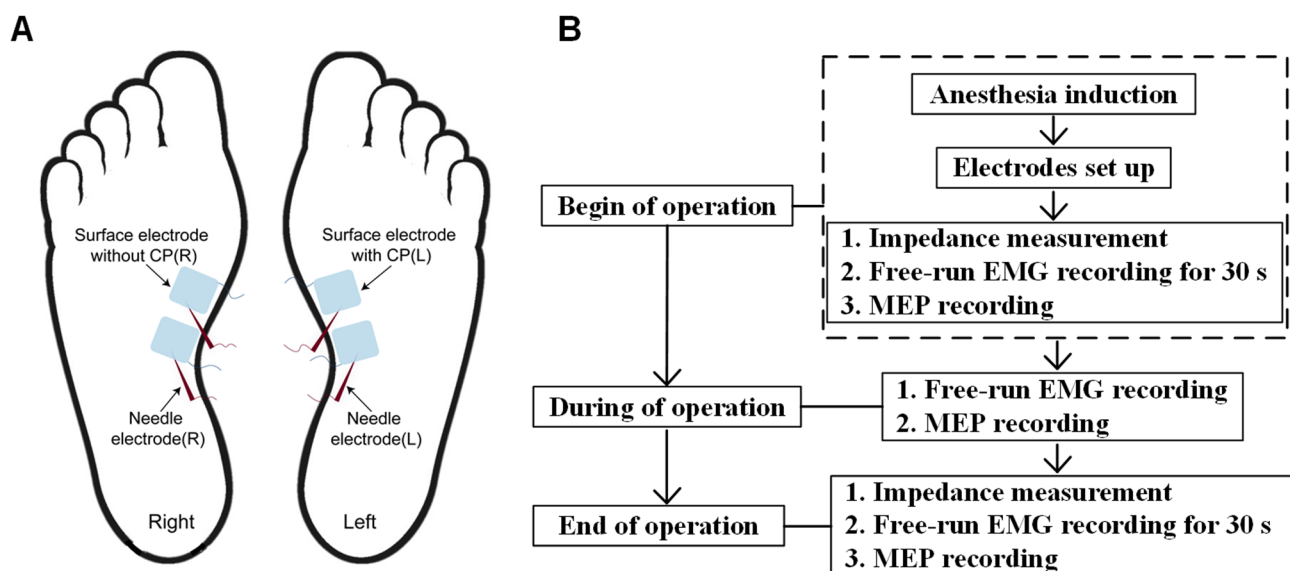 A
Surface electrode
without CP(R)
Surface electrode
with CP(L)
Needle
electrode(R)
Needle
electrode(L)
Right
Left
B
Anesthesia induction
Electrodes set up
Begin of operation
1. Impedance measurement
2. Free-run EMG recording for 30 s
3. MEP recording
During of operation
1. Free-run EMG recording
2. MEP recording
End of operation
1. Impedance measurement
2. Free-run EMG recording for 30 s
3. MEP recording